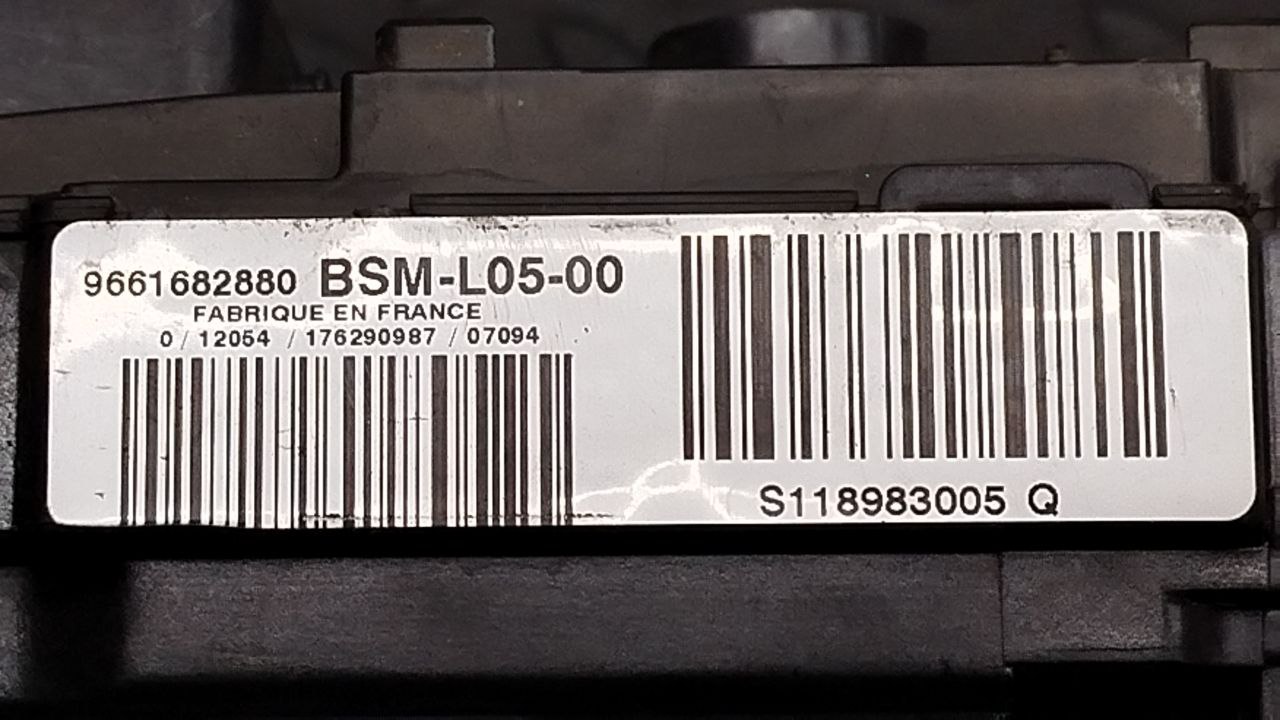 9661682880 BSM-L05-00
FABRIQUE EN FRANCE
0 / 12054 / 176290987 / 07094
S118983005 Q